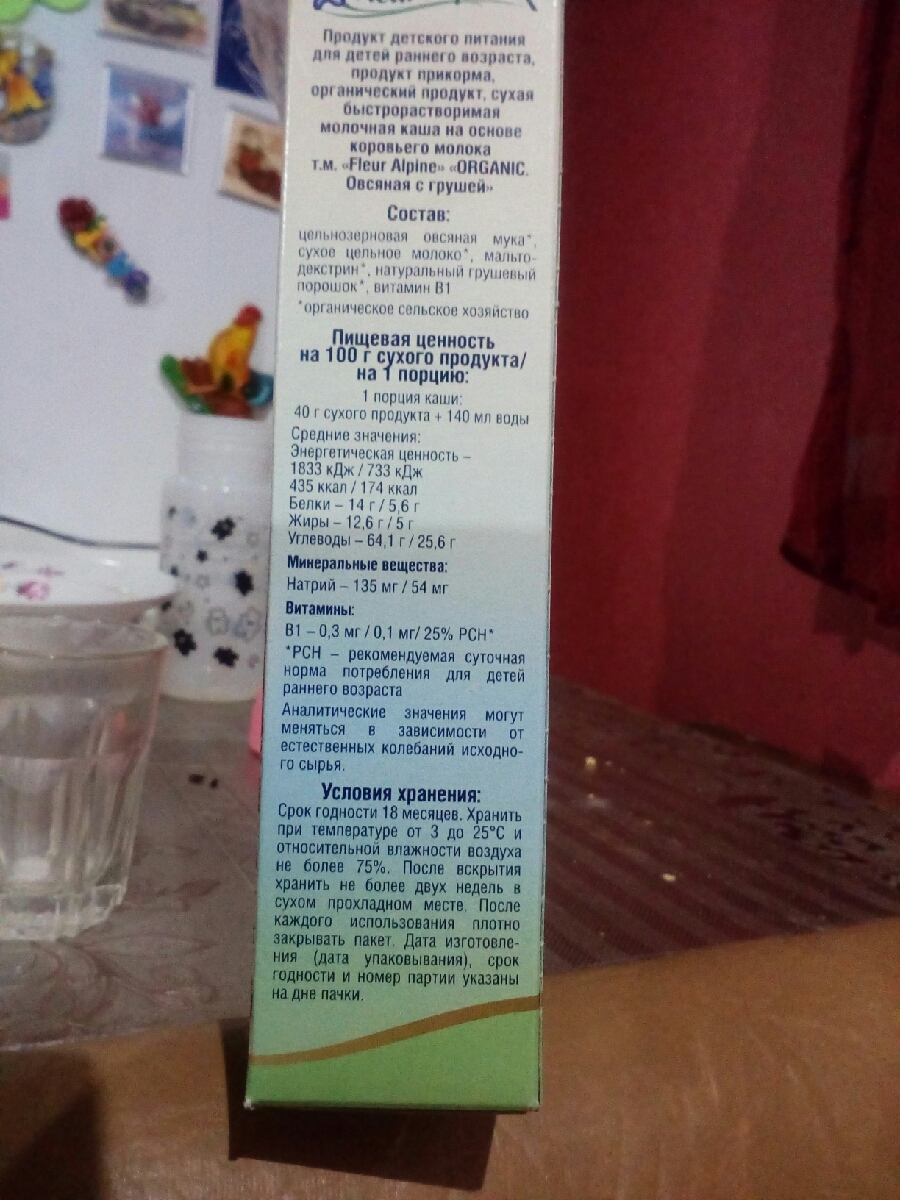 Продукт детского питания
для детей раннего возраста,
продукт прикорма,
органический продукт, сухая
быстрорастворимая
молочная каша на основе
коровьего молока
т.м. «Fleur Alpine» «ORGANIC.
Овсяная с грушей»
Состав:
цельнозерновая овсяная мука*,
сухое цельное молоко*, мальто-
декстрин*, натуральный грушевый
порошок*, витамин В1
*органическое сельское хозяйство
Пищевая ценность
на 100 г сухого продукта/
на 1 порцию:
1 порция каши:
40 г сухого продукта + 140 мл воды
Средние значения:
Энергетическая ценность –
1833 кДж / 733 кДж
435 ккал / 174 ккал
Белки – 14 г / 5,6 г
Жиры – 12,6 г / 5 г
Углеводы – 64,1 г / 25,6 г
Минеральные вещества:
Натрий – 135 мг / 54 мг
Витамины:
В1 – 0,3 мг / 0,1 мг/ 25% РСН*
*РСН – рекомендуемая суточная
норма потребления для детей
раннего возраста
Аналитические значения могут
меняться в зависимости от
естественных колебаний исходно-
го сырья.
Условия хранения:
Срок годности 18 месяцев. Хранить
при температуре от 3 до 25°С и
относительной влажности воздуха
не более 75%. После вскрытия
хранить не более двух недель в
сухом прохладном месте. После
каждого использования плотно
закрывать пакет. Дата изготовле-
ния (дата упаковывания), срок
годности и номер партии указаны
на дне пачки.